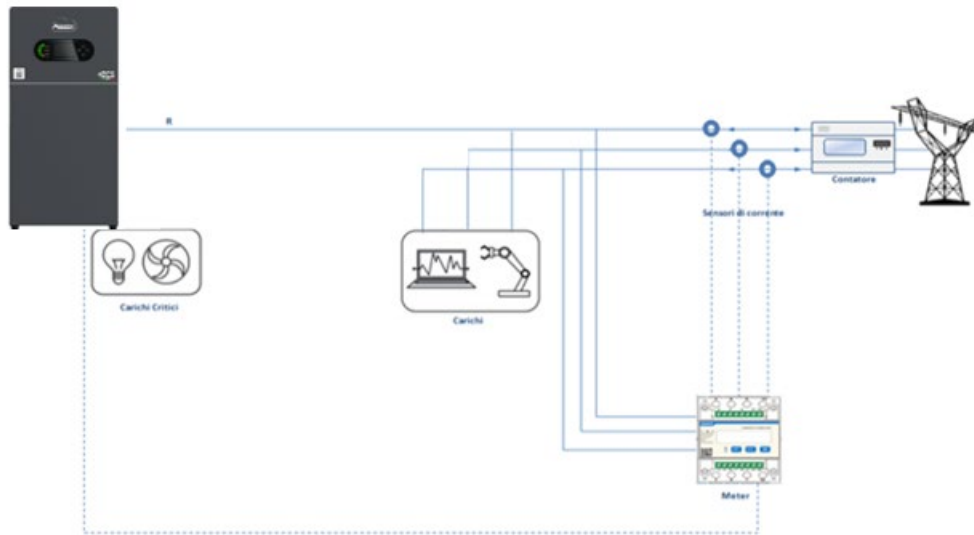 R
Contatore
Sensori di corrente
Carichi Critici
Carichi
Meter